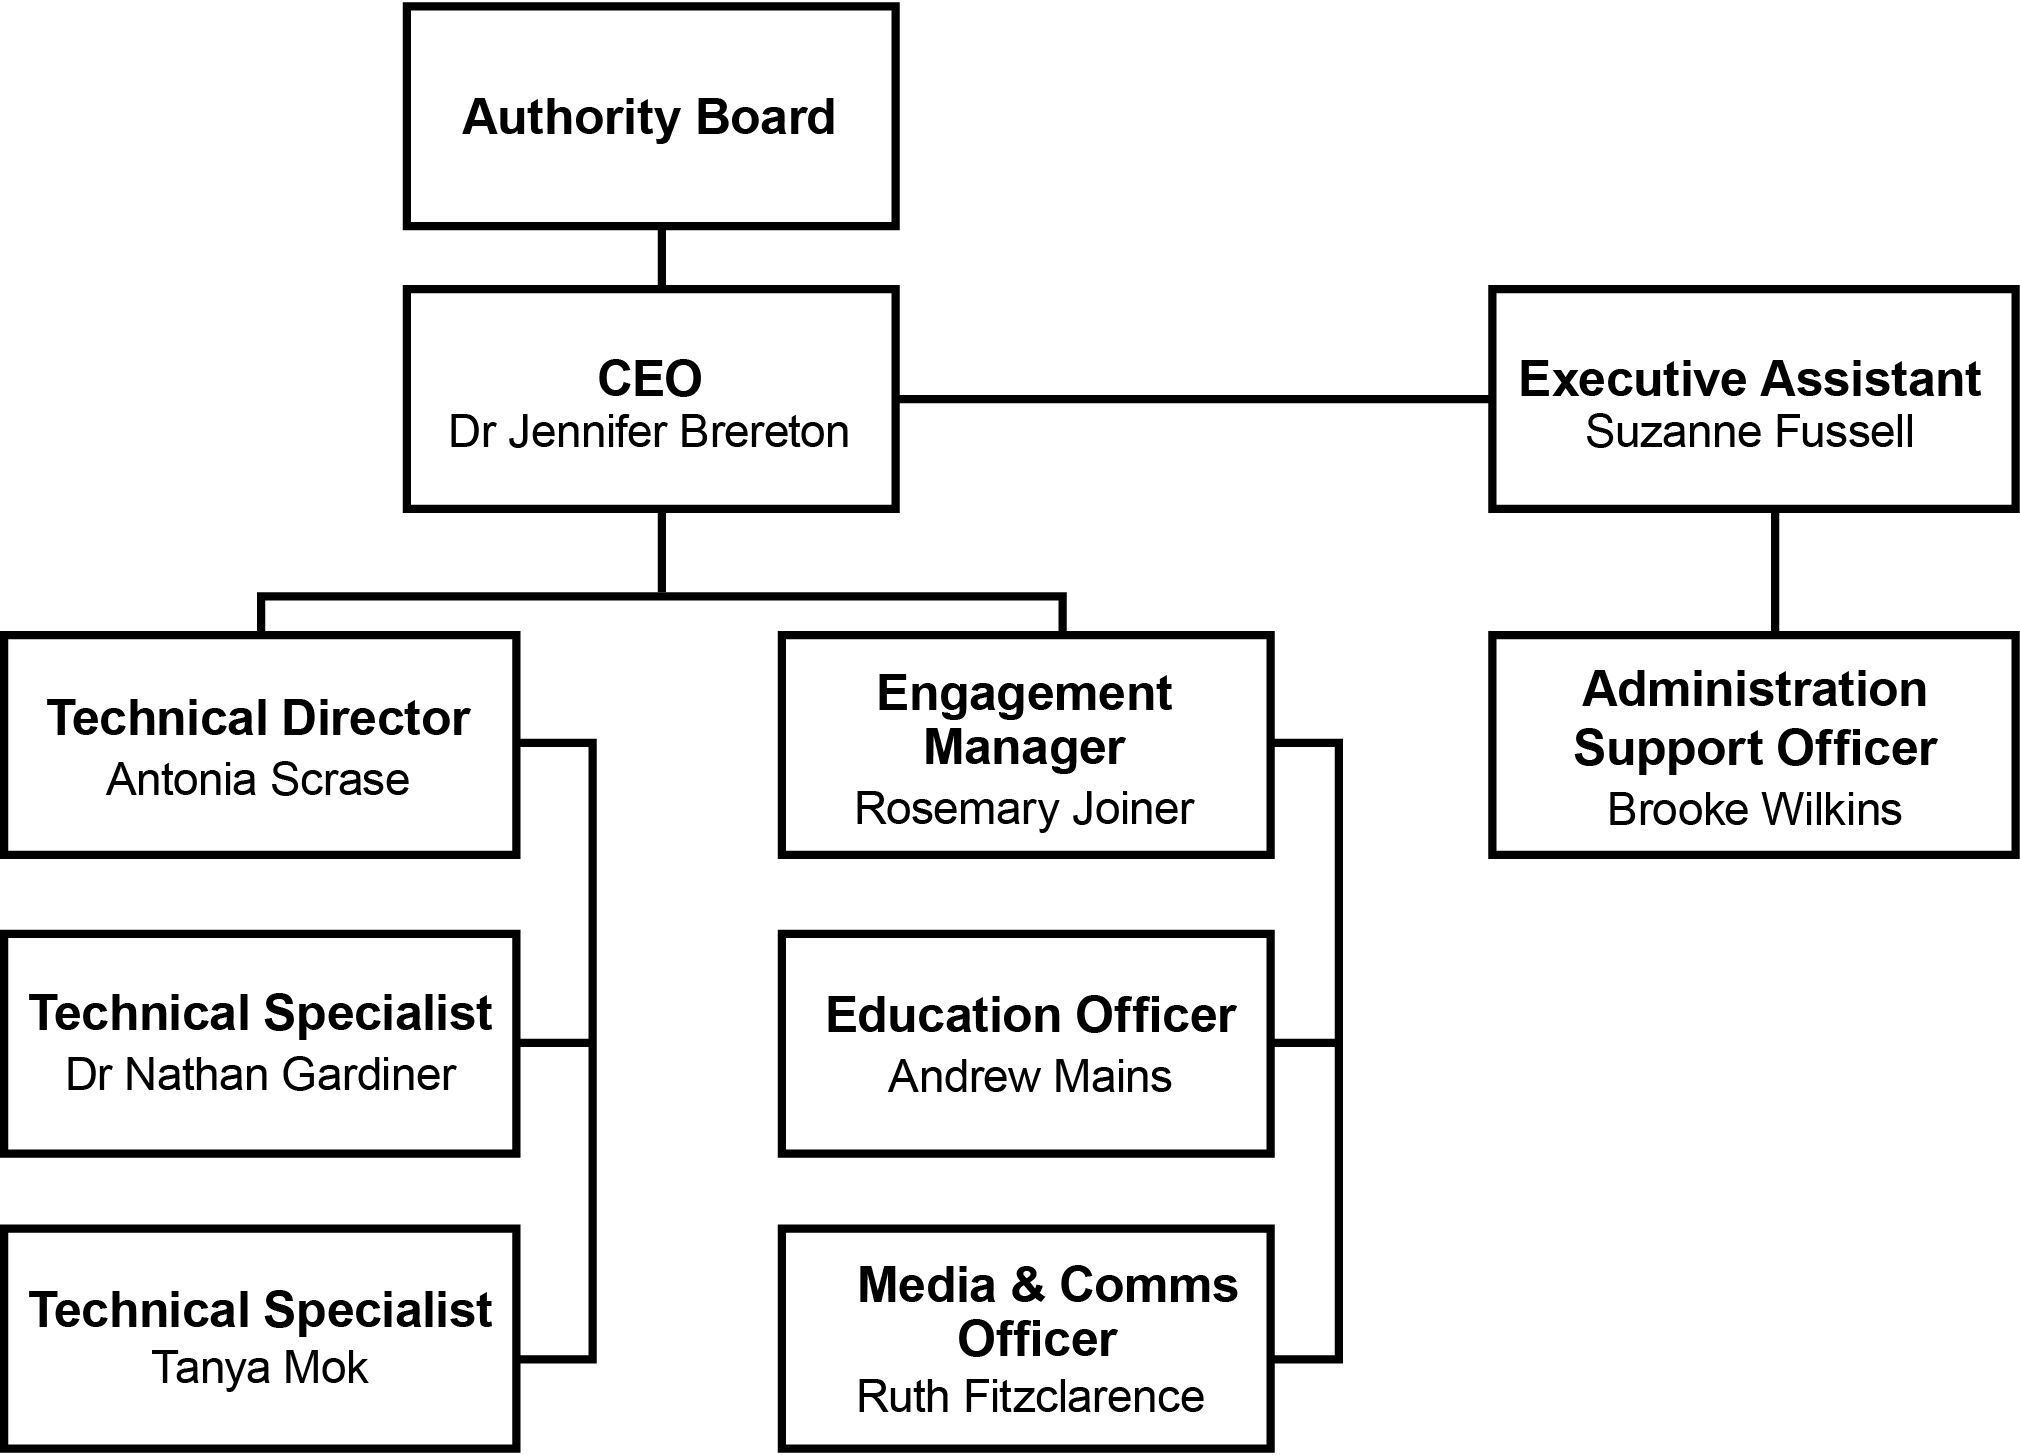 Authority Board
CEO
Dr Jennifer Brereton
Executive Assistant
Suzanne Fussell
Technical Director
Antonia Scrase
Engagement
Manager
Rosemary Joiner
Administration
Support Officer
Brooke Wilkins
Technical Specialist
Dr Nathan Gardiner
Education Officer
Andrew Mains
Technical Specialist
Tanya Mok
Media & Comms
Officer
Ruth Fitzclarence